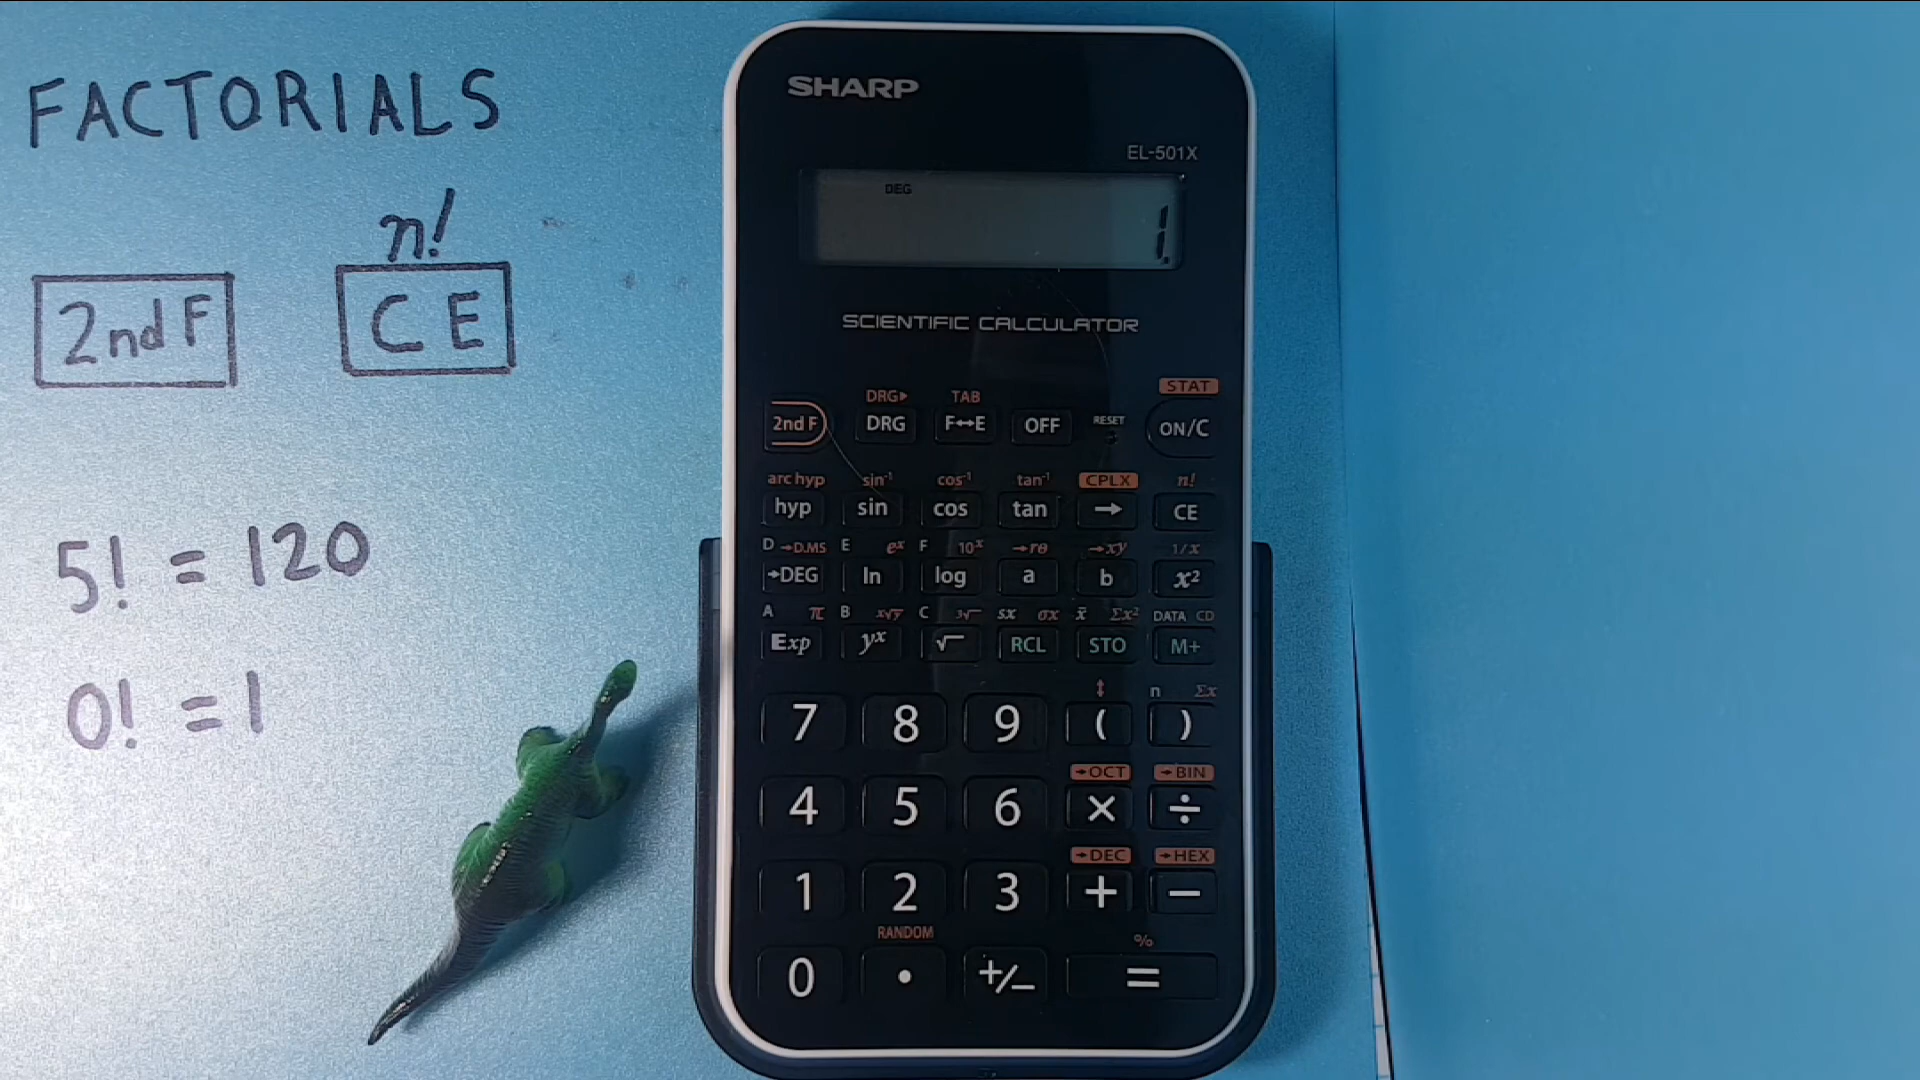 FACTORIALS
n!
2nd F CE
5! = 120
0! = 1
SHARP
EL-501X
DEG
1.
SCIENTIFIC CALCULATOR
STAT
DRG▸ TAB
2nd F DRG F↔E OFF RESET ON/C
arc hyp sin⁻¹ cos⁻¹ tan⁻¹ CPLX n!
hyp sin cos tan → CE
D →D.MS E eˣ F 10ˣ →rθ →xy 1/x
→DEG ln log a b x²
A π B ˣ√y C ³√ sx σx x̄ Σx² DATA CD
Exp yˣ √ RCL STO M+
↕ n Σx
7 8 9 ( )
→OCT →BIN
4 5 6 × ÷
→DEC →HEX
1 2 3 + −
RANDOM %
0 • +/− =